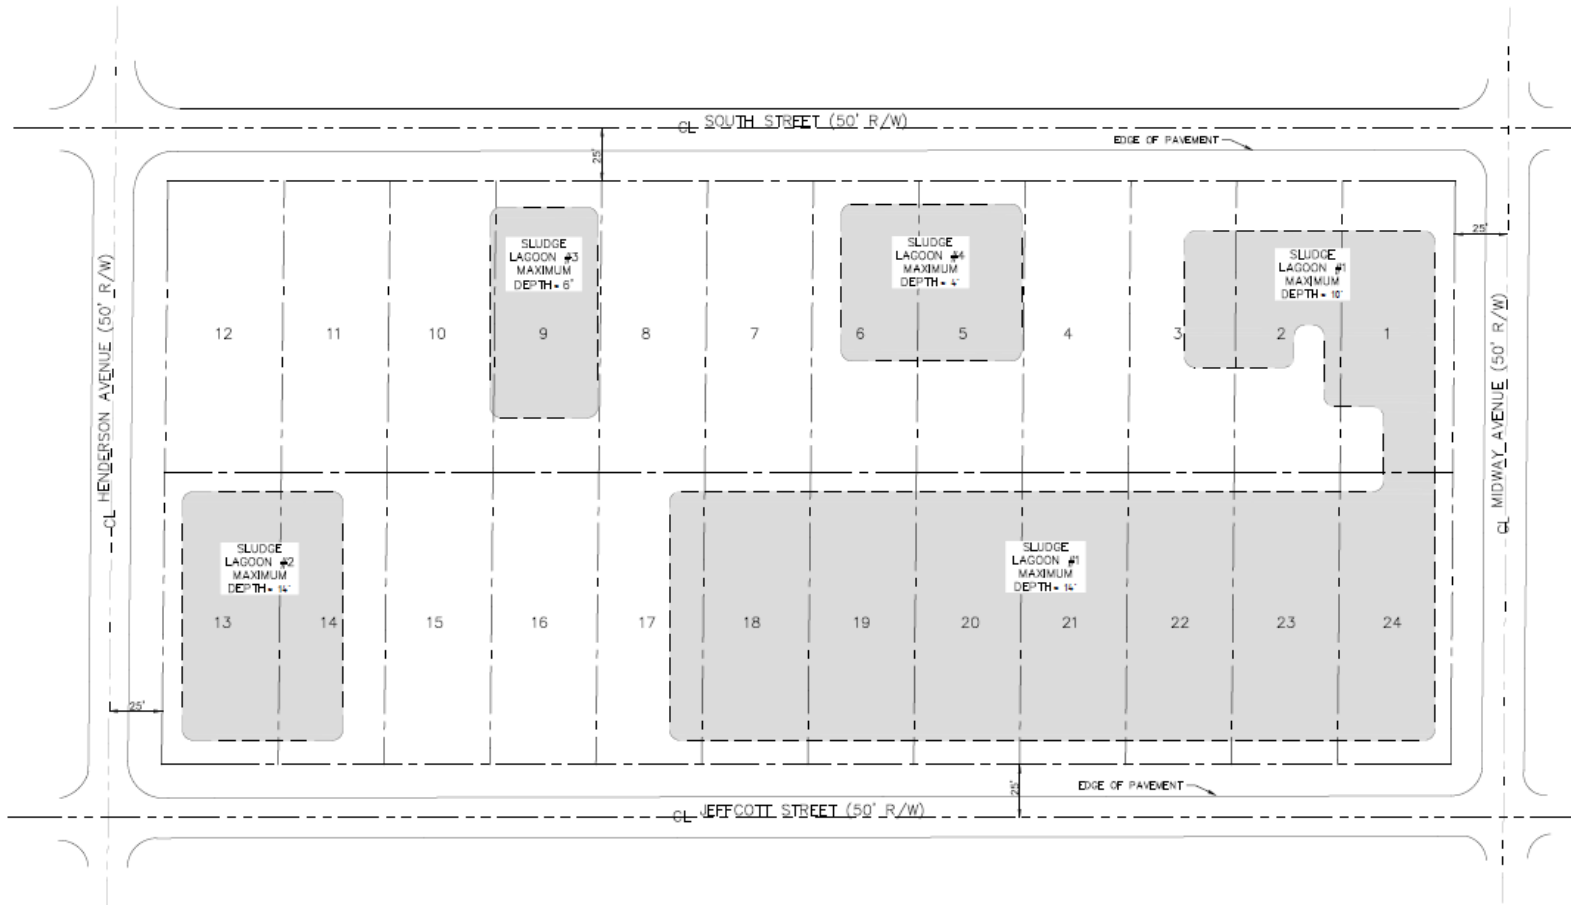 CL SOUTH STREET (50' R/W)
EDGE OF PAVEMENT
25'
25'
SLUDGE
LAGOON #3
MAXIMUM
DEPTH = 6'
SLUDGE
LAGOON #4
MAXIMUM
DEPTH = 4'
SLUDGE
LAGOON #1
MAXIMUM
DEPTH = 10'
12 11 10 9 8 7 6 5 4 3 2 1
CL HENDERSON AVENUE (50' R/W)
CL MIDWAY AVENUE (50' R/W)
SLUDGE
LAGOON #2
MAXIMUM
DEPTH = 14'
SLUDGE
LAGOON #1
MAXIMUM
DEPTH = 14'
13 14 15 16 17 18 19 20 21 22 23 24
25'
25'
EDGE OF PAVEMENT
CL JEFFCOTT STREET (50' R/W)